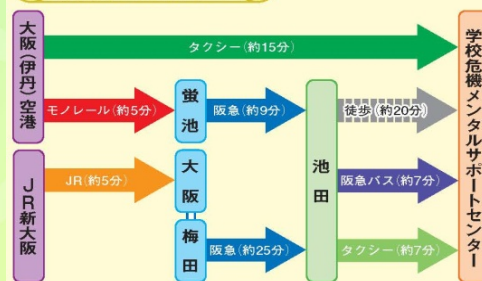 大阪(伊丹)空港
タクシー(約15分)
学校危機メンタルサポートセンター
モノレール(約5分)
蛍池
阪急(約9分)
池田
徒歩(約20分)
JR新大阪
JR(約5分)
大阪
阪急バス(約7分)
梅田
阪急(約25分)
タクシー(約7分)